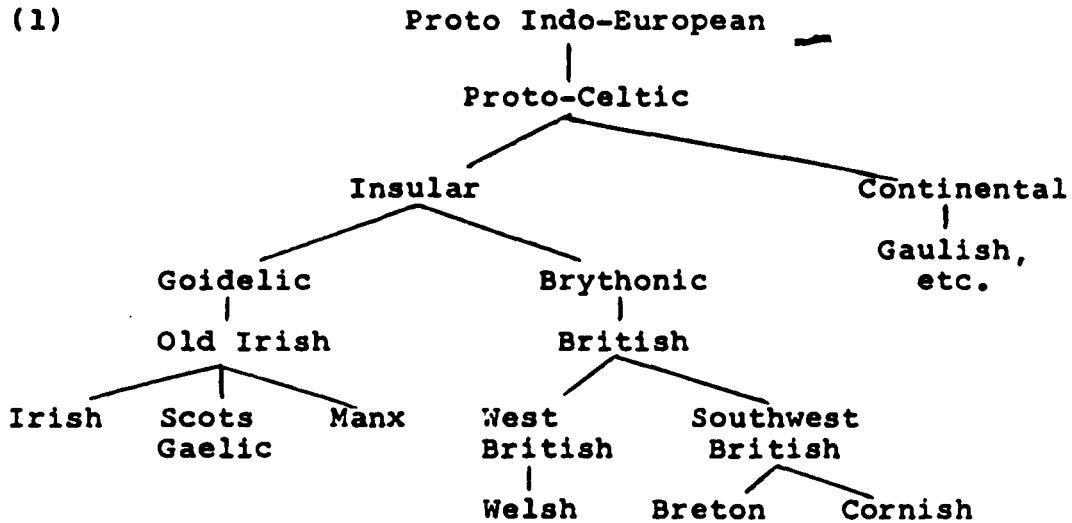 (1) Proto Indo-European
Proto-Celtic
Insular Continental
Gaulish,
Goidelic Brythonic etc.
Old Irish British
Irish Scots Manx West Southwest
Gaelic British British
Welsh Breton Cornish